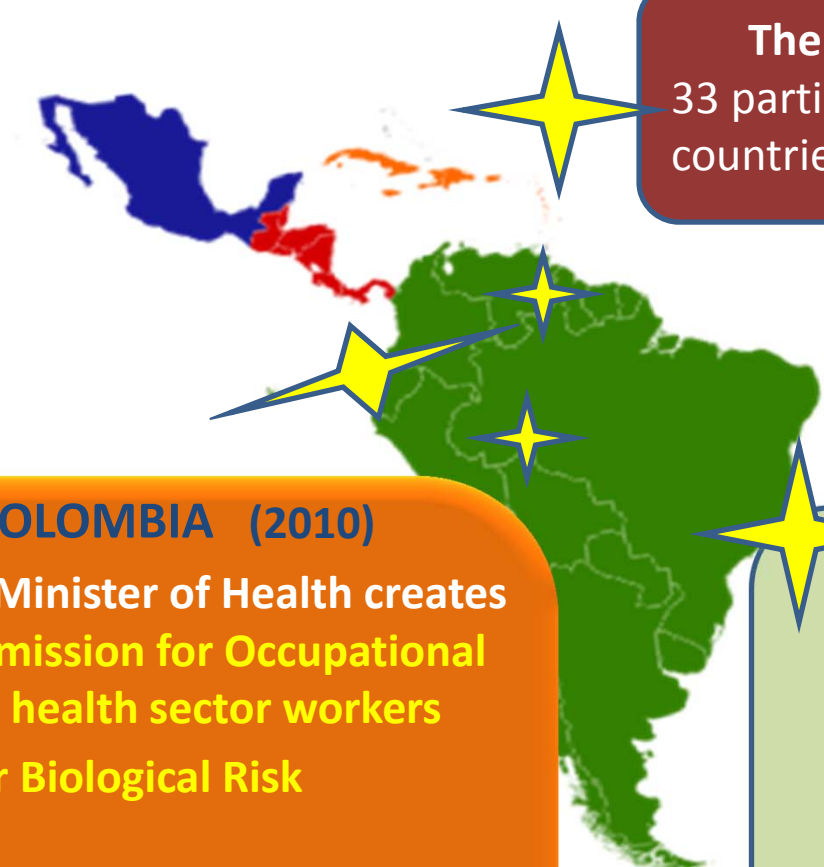 The
33 parti
countrie
OLOMBIA (2010)
Minister of Health creates
mission for Occupational
health sector workers
r Biological Risk